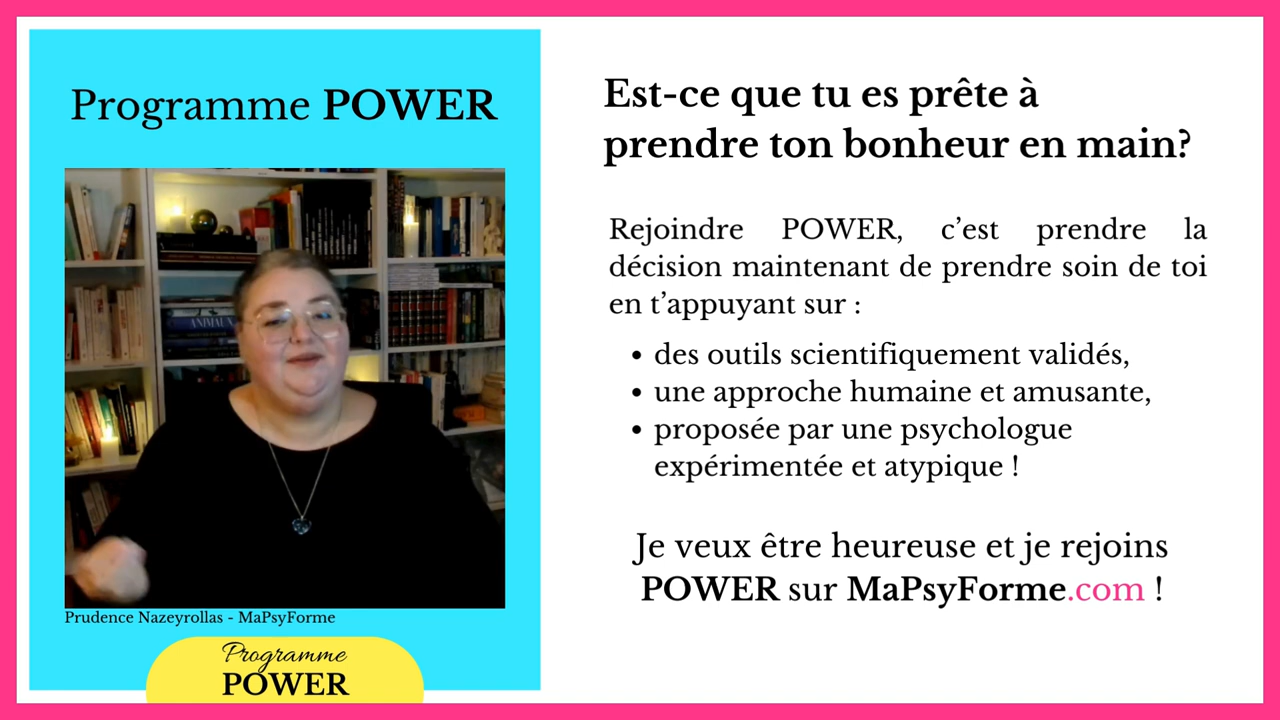 Programme POWER
ANIMAUX
Prudence Nazeyrollas - MaPsyForme
Programme
POWER
Est-ce que tu es prête à
prendre ton bonheur en main?
Rejoindre POWER, c’est prendre la
décision maintenant de prendre soin de toi
en t’appuyant sur :
• des outils scientifiquement validés,
• une approche humaine et amusante,
• proposée par une psychologue
expérimentée et atypique !
Je veux être heureuse et je rejoins
POWER sur MaPsyForme.com !